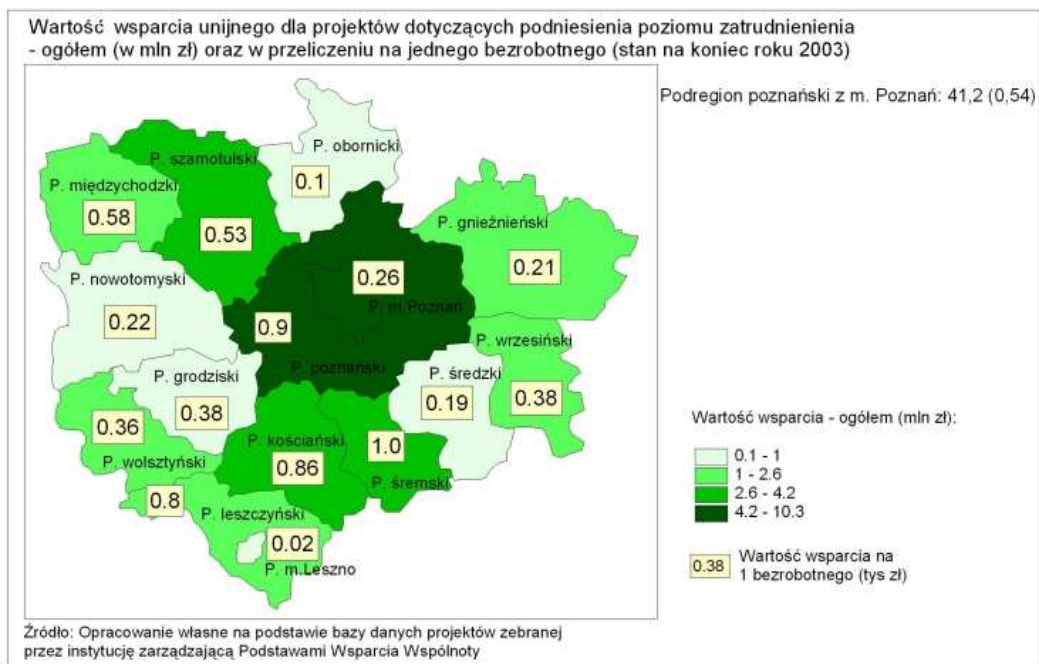 Wartość wsparcia unijnego dla projektów dotyczących podniesienia poziomu zatrudnienienia
- ogółem (w mln zł) oraz w przeliczeniu na jednego bezrobotnego (stan na koniec roku 2003)
Podregion poznański z m. Poznań: 41,2 (0,54)
P. obornicki
0.1
P. szamotulski
0.53
P. międzychodzki
0.58
P. gnieźnieński
0.21
P. nowotomyski
0.22
0.26
P. m.Poznań
0.9
P. poznański
P. wrzesiński
0.38
P. grodziski
0.38
P. średzki
0.19
0.36
P. wolsztyński
P. kościański
0.86
1.0
P. śremski
0.8
P. leszczyński
0.02
P. m.Leszno
Wartość wsparcia - ogółem (mln zł):
0.1 - 1
1 - 2.6
2.6 - 4.2
4.2 - 10.3
0.38
Wartość wsparcia na
1 bezrobotnego (tys zł)
Źródło: Opracowanie własne na podstawie bazy danych projektów zebranej
przez instytucję zarządzającą Podstawami Wsparcia Wspólnoty